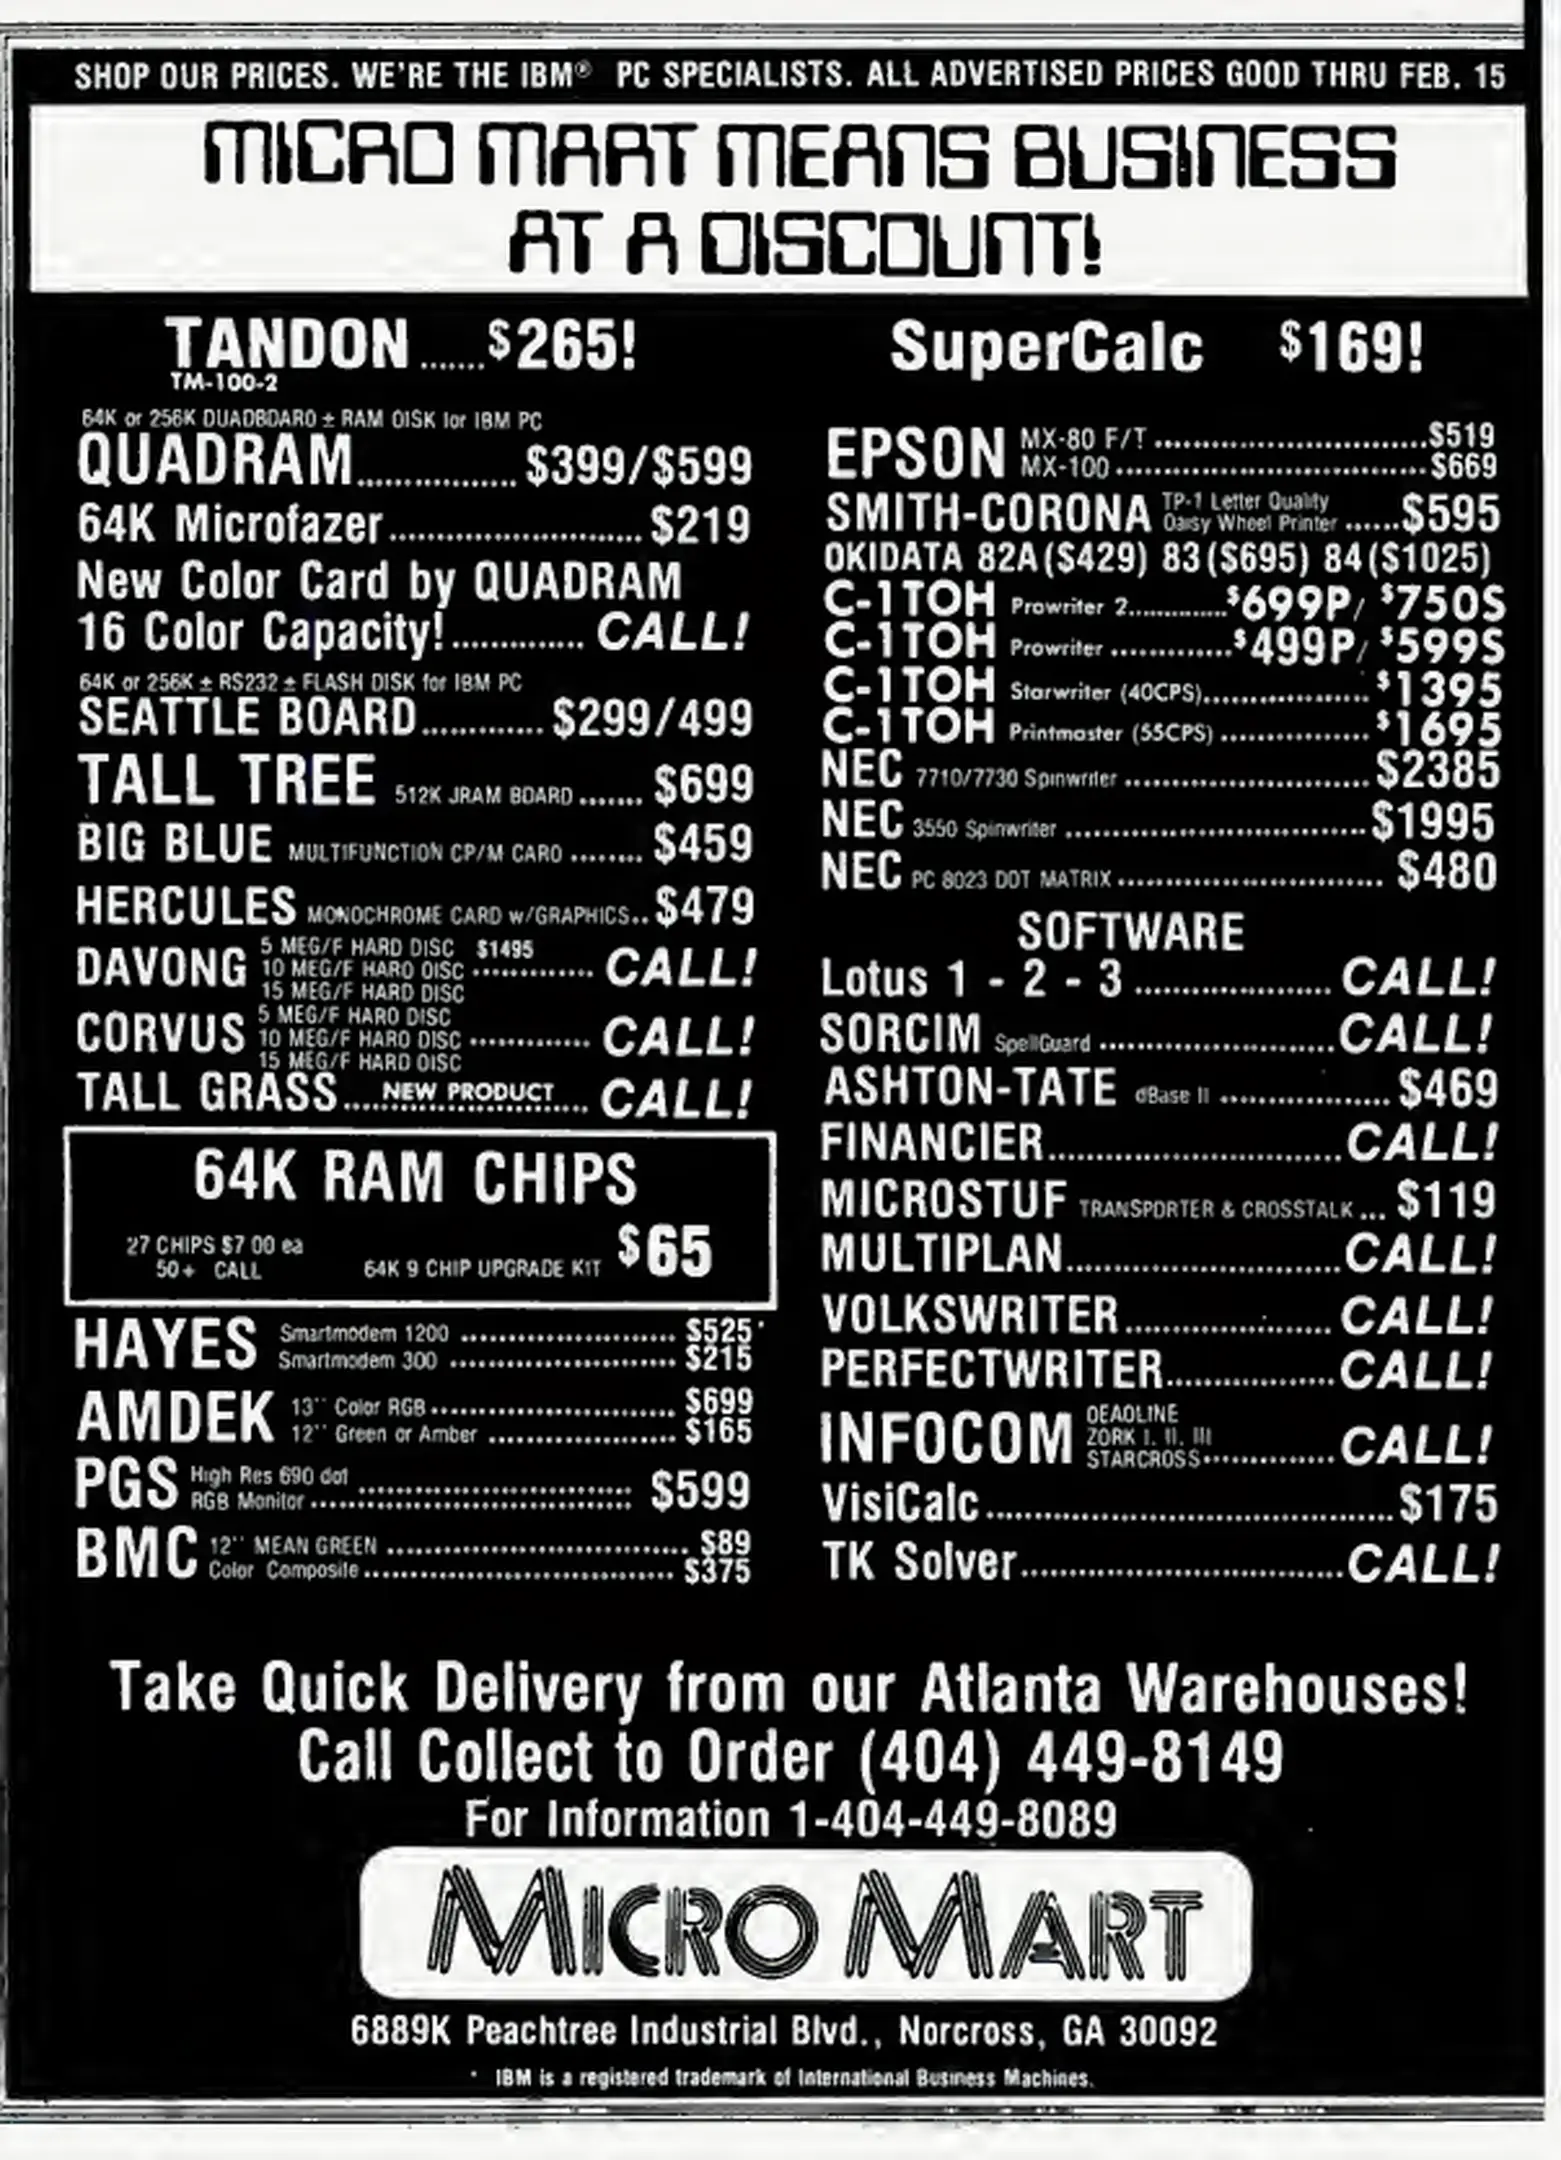 SHOP OUR PRICES. WE'RE THE IBM® PC SPECIALISTS. ALL ADVERTISED PRICES GOOD THRU FEB. 15
MICRO MART MEANS BUSINESS
AT A DISCOUNT!
TANDON.......$265!
TM-100-2
64K or 256K DUADBDARO ± RAM OISK for IBM PC
QUADRAM.................$399/$599
64K Microfazer...........................$219
New Color Card by QUADRAM
16 Color Capacity!..............CALL!
64K or 256K ± RS232 ± FLASH DISK for IBM PC
SEATTLE BOARD.............$299/499
TALL TREE 512K JRAM BOARD.......$699
BIG BLUE MULTIFUNCTION CP/M CARO........$459
HERCULES MONOCHROME CARD w/GRAPHICS..$479
DAVONG 5 MEG/F HARD DISC $1495
10 MEG/F HARO OISC.............CALL!
15 MEG/F HARD DISC
CORVUS 5 MEG/F HARO DISC
10 MEG/F HARD DISC.............CALL!
15 MEG/F HARD OISC
TALL GRASS....NEW PRODUCT....CALL!
64K RAM CHIPS
27 CHIPS $7 00 ea
50+ CALL
64K 9 CHIP UPGRADE KIT $65
HAYES Smartmodem 1200.......................$525
Smartmodem 300........................$215
AMDEK 13" Color RGB..........................$699
12" Green or Amber....................$165
PGS High Res 690 dot
RGB Monitor..................................$599
BMC 12" MEAN GREEN................................$89
Color Composite.................................$375
SuperCalc $169!
EPSON MX-80 F/T.............................$519
MX-100.................................$669
SMITH-CORONA TP-1 Letter Quality
Daisy Wheel Printer......$595
OKIDATA 82A($429) 83($695) 84($1025)
C-1TOH Prowriter 2.............$699P/ $750S
C-1TOH Prowriter.............$499P/ $599S
C-1TOH Starwriter (40CPS)..................$1395
C-1TOH Printmaster (55CPS)................$1695
NEC 7710/7730 Spinwriter..........................$2385
NEC 3550 Spinwriter................................$1995
NEC PC 8023 DOT MATRIX............................$480
SOFTWARE
Lotus 1 - 2 - 3.....................CALL!
SORCIM SpellGuard.........................CALL!
ASHTON-TATE dBase II..................$469
FINANCIER...............................CALL!
MICROSTUF TRANSPDRTER & CROSSTALK...$119
MULTIPLAN.............................CALL!
VOLKSWRITER......................CALL!
PERFECTWRITER..................CALL!
INFOCOM OEAOLINE
ZORK I. II. III
STARCROSS..............CALL!
VisiCalc...........................................$175
TK Solver..................................CALL!
Take Quick Delivery from our Atlanta Warehouses!
Call Collect to Order (404) 449-8149
For Information 1-404-449-8089
MICRO MART
6889K Peachtree Industrial Blvd., Norcross, GA 30092
* IBM is a registered trademark of International Business Machines.